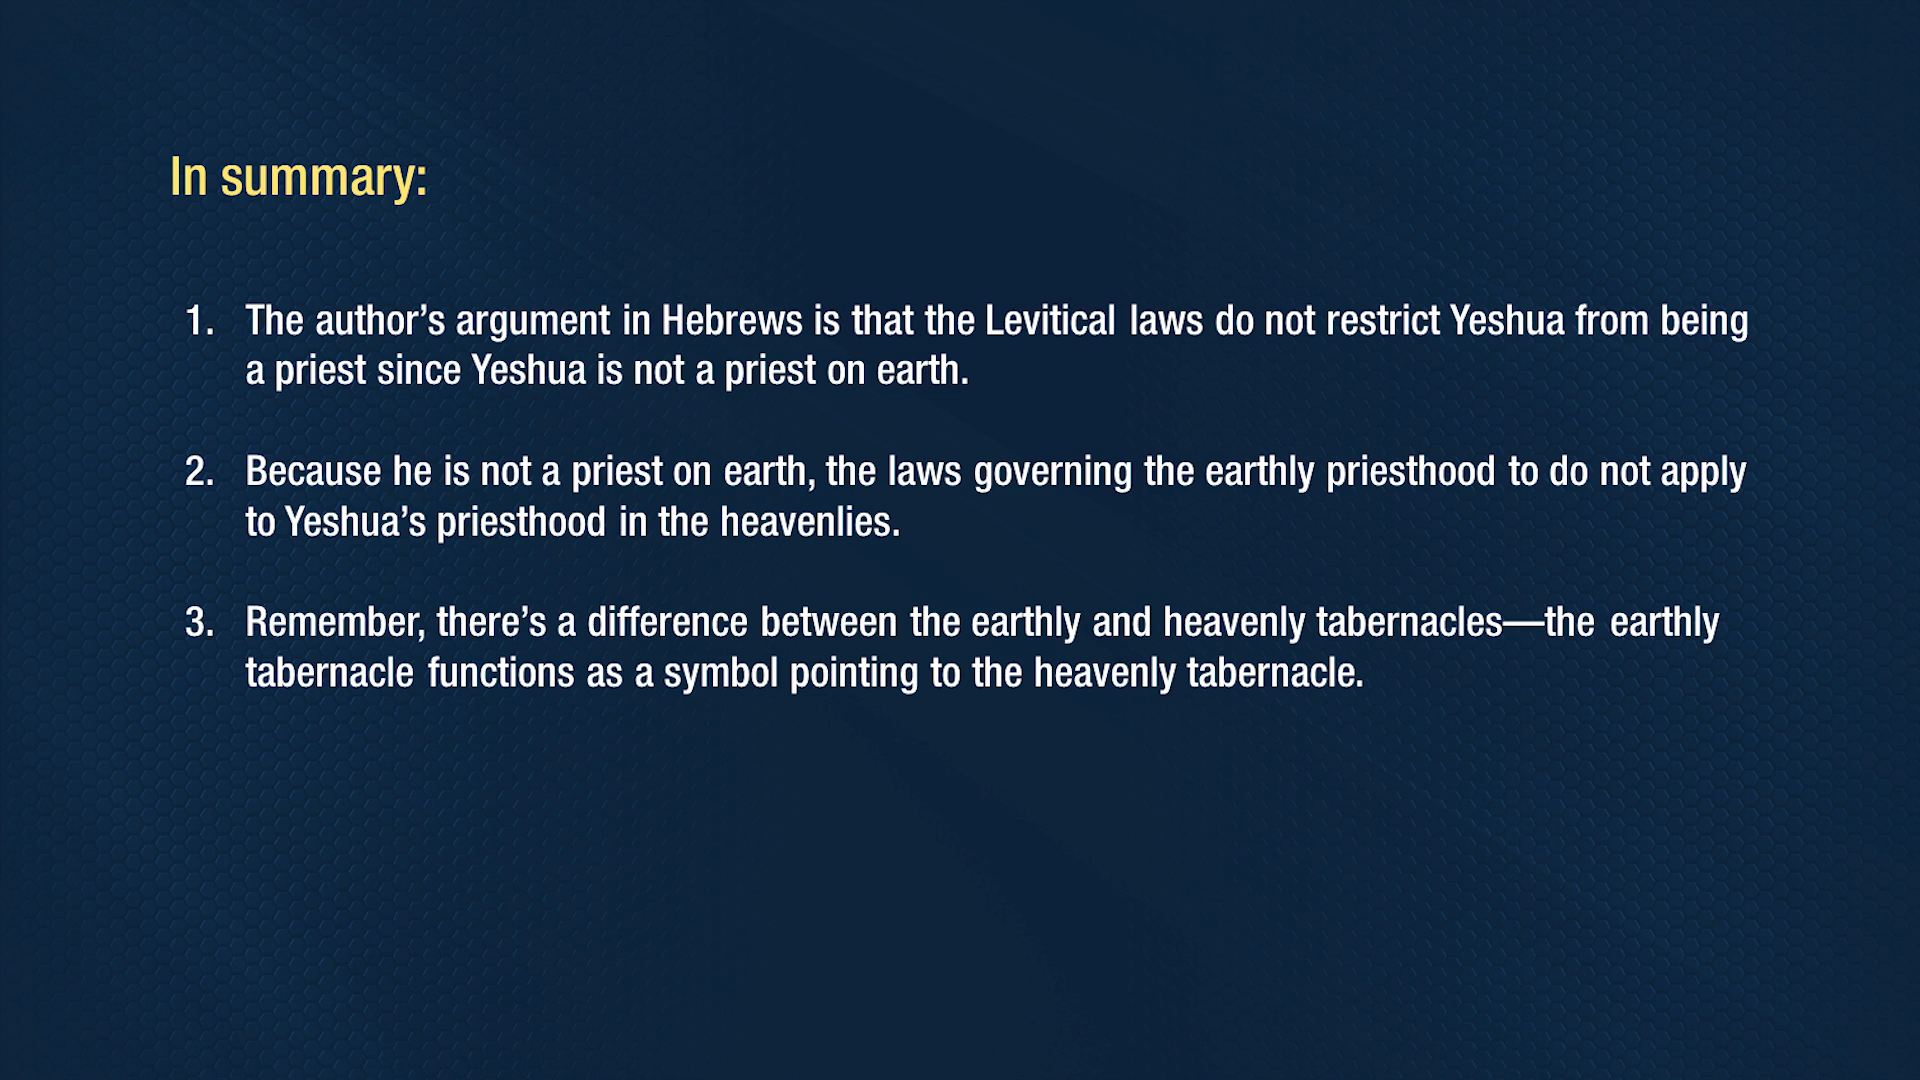 In summary:
1. The author’s argument in Hebrews is that the Levitical laws do not restrict Yeshua from being
a priest since Yeshua is not a priest on earth.
2. Because he is not a priest on earth, the laws governing the earthly priesthood to do not apply
to Yeshua’s priesthood in the heavenlies.
3. Remember, there’s a difference between the earthly and heavenly tabernacles—the earthly
tabernacle functions as a symbol pointing to the heavenly tabernacle.